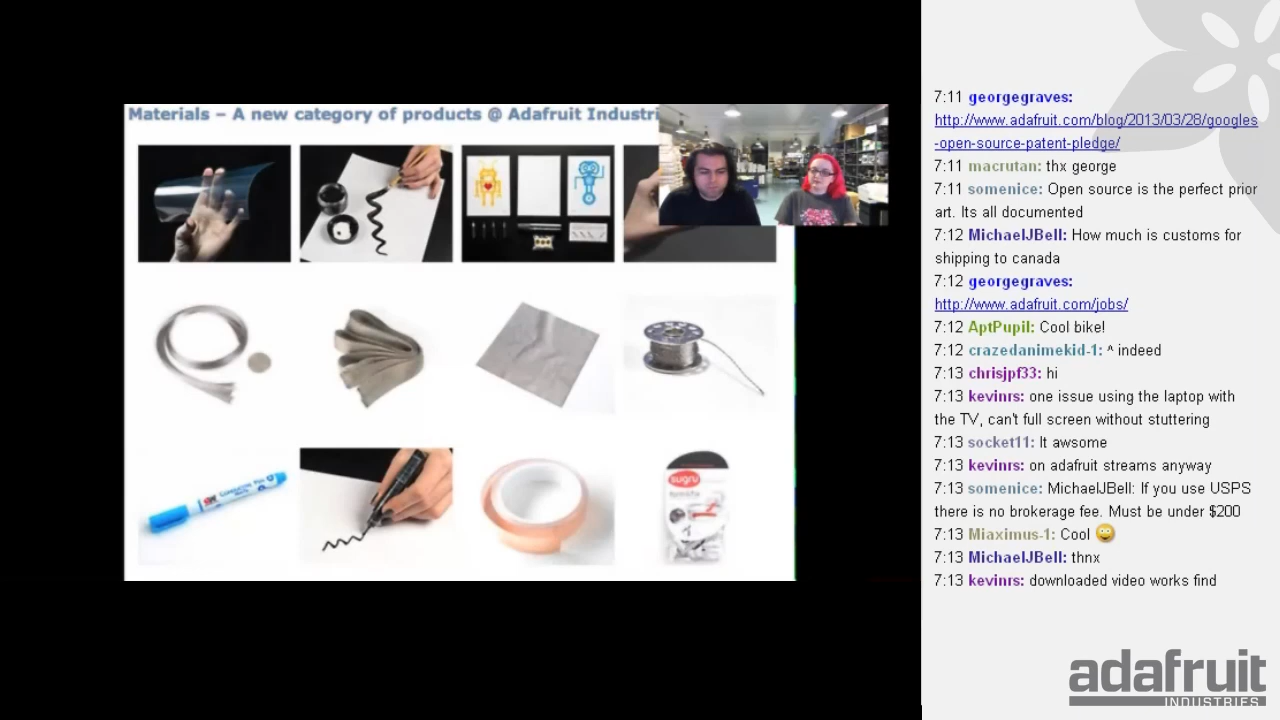 Materials – A new category of products @ Adafruit Industri
sugru
7:11 georgegraves:
http://www.adafruit.com/blog/2013/03/28/googles
-open-source-patent-pledge/
7:11 macrutan: thx george
7:11 somenice: Open source is the perfect prior
art. Its all documented
7:12 MichaelJBell: How much is customs for
shipping to canada
7:12 georgegraves:
http://www.adafruit.com/jobs/
7:12 AptPupil: Cool bike!
7:12 crazedanimekid-1: ^ indeed
7:13 chrisjpf33: hi
7:13 kevinrs: one issue using the laptop with
the TV, can't full screen without stuttering
7:13 socket11: It awsome
7:13 kevinrs: on adafruit streams anyway
7:13 somenice: MichaelJBell: If you use USPS
there is no brokerage fee. Must be under $200
7:13 Miaximus-1: Cool
7:13 MichaelJBell: thnx
7:13 kevinrs: downloaded video works find
adafruit
INDUSTRIES